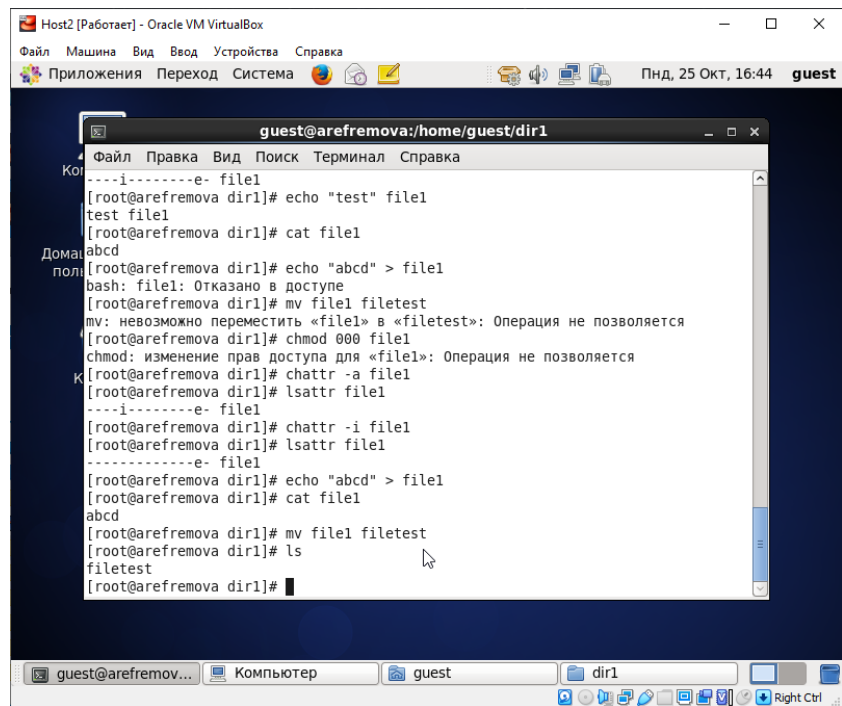 Host2 [Работает] - Oracle VM VirtualBox
Файл Машина Вид Ввод Устройства Справка
Приложения Переход Система Пнд, 25 Окт, 16:44 guest
guest@arefremova:/home/guest/dir1
Файл Правка Вид Поиск Терминал Справка
----i--------e- file1
[root@arefremova dir1]# echo "test" file1
test file1
[root@arefremova dir1]# cat file1
abcd
[root@arefremova dir1]# echo "abcd" > file1
bash: file1: Отказано в доступе
[root@arefremova dir1]# mv file1 filetest
mv: невозможно переместить «file1» в «filetest»: Операция не позволяется
[root@arefremova dir1]# chmod 000 file1
chmod: изменение прав доступа для «file1»: Операция не позволяется
[root@arefremova dir1]# chattr -a file1
[root@arefremova dir1]# lsattr file1
----i--------e- file1
[root@arefremova dir1]# chattr -i file1
[root@arefremova dir1]# lsattr file1
-------------e- file1
[root@arefremova dir1]# echo "abcd" > file1
[root@arefremova dir1]# cat file1
abcd
[root@arefremova dir1]# mv file1 filetest
[root@arefremova dir1]# ls
filetest
[root@arefremova dir1]#
guest@arefremov... Компьютер guest dir1
Right Ctrl